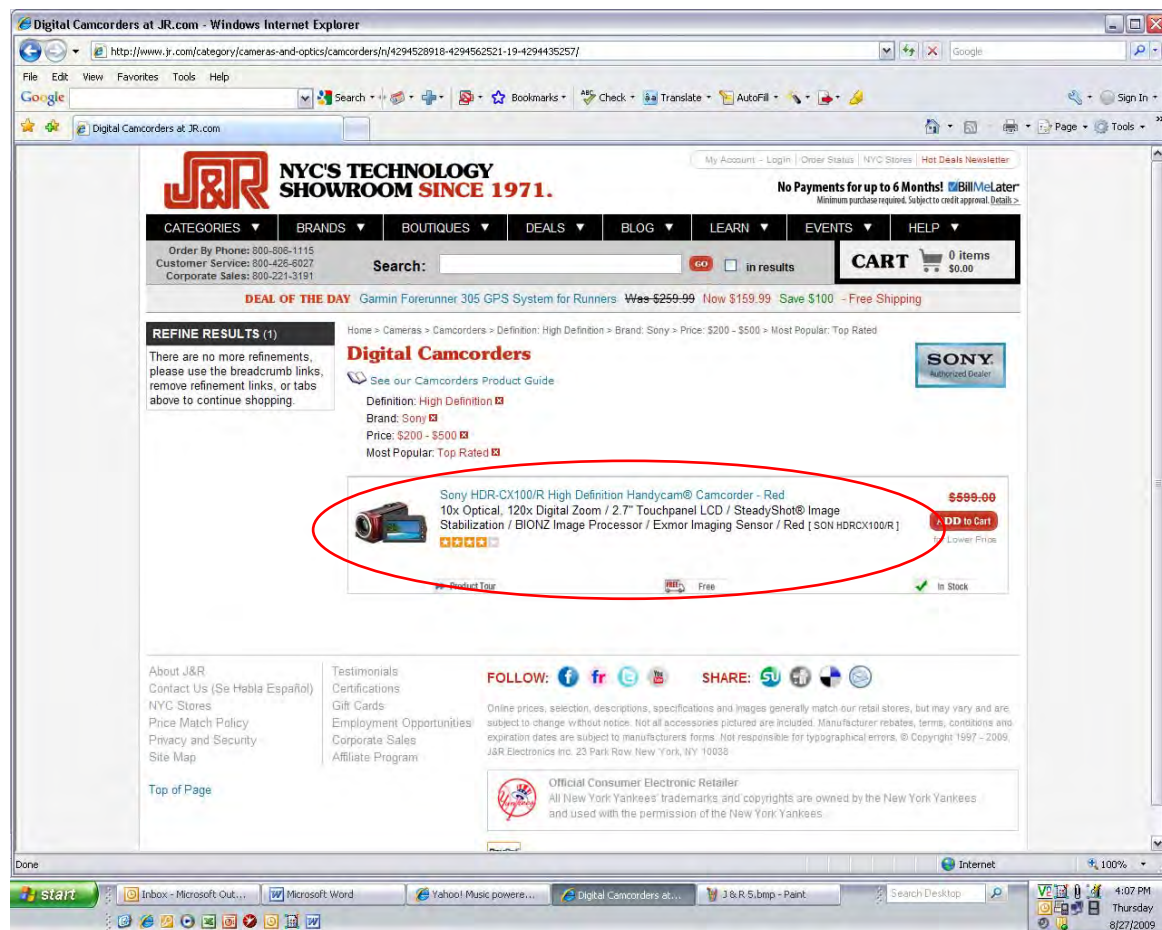 Digital Camcorders at JR.com - Windows Internet Explorer
http://www.jr.com/category/cameras-and-optics/camcorders/n/4294528918-4294562521-19-4294435257/
Google
File Edit View Favorites Tools Help
Google Search Bookmarks Check Translate AutoFill Sign In
Digital Camcorders at JR.com Page Tools
J&R NYC'S TECHNOLOGY
SHOWROOM SINCE 1971.
My Account - Login | Order Status | NYC Stores | Hot Deals Newsletter
No Payments for up to 6 Months! BillMeLater
Minimum purchase required. Subject to credit approval. Details >
CATEGORIES BRANDS BOUTIQUES DEALS BLOG LEARN EVENTS HELP
Order By Phone: 800-806-1115
Customer Service: 800-426-6027
Corporate Sales: 800-221-3191
Search: GO in results
CART 0 items
$0.00
DEAL OF THE DAY Garmin Forerunner 305 GPS System for Runners Was $259.99 Now $159.99 Save $100 - Free Shipping
REFINE RESULTS (1)
There are no more refinements,
please use the breadcrumb links,
remove refinement links, or tabs
above to continue shopping.
Home > Cameras > Camcorders > Definition: High Definition > Brand: Sony > Price: $200 - $500 > Most Popular: Top Rated
Digital Camcorders
SONY
Authorized Dealer
See our Camcorders Product Guide
Definition: High Definition
Brand: Sony
Price: $200 - $500
Most Popular: Top Rated
Sony HDR-CX100/R High Definition Handycam® Camcorder - Red
10x Optical, 120x Digital Zoom / 2.7" Touchpanel LCD / SteadyShot® Image
Stabilization / BIONZ Image Processor / Exmor Imaging Sensor / Red [ SON HDRCX100/R ]
$599.00
ADD to Cart
for Lower Price
Product Tour
FREE Free
In Stock
About J&R
Contact Us (Se Habla Español)
NYC Stores
Price Match Policy
Privacy and Security
Site Map
Testimonials
Certifications
Gift Cards
Employment Opportunities
Corporate Sales
Affiliate Program
Top of Page
FOLLOW: SHARE:
Online prices, selection, descriptions, specifications and images generally match our retail stores, but may vary and are
subject to change without notice. Not all accessories pictured are included. Manufacturer rebates, terms, conditions and
expiration dates are subject to manufacturers forms. Not responsible for typographical errors. © Copyright 1997 - 2009,
J&R Electronics Inc. 23 Park Row New York, NY 10038
Official Consumer Electronic Retailer
All New York Yankees' trademarks and copyrights are owned by the New York Yankees
and used with the permission of the New York Yankees
Done Internet 100%
start Inbox - Microsoft Out... Microsoft Word Yahoo! Music powere... Digital Camcorders at... J & R 5.bmp - Paint Search Desktop
4:07 PM
Thursday
8/27/2009